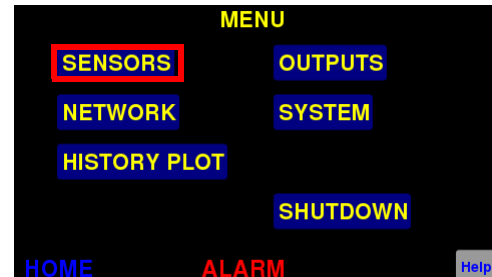 MENU
SENSORS OUTPUTS
NETWORK SYSTEM
HISTORY PLOT
SHUTDOWN
HOME ALARM Help